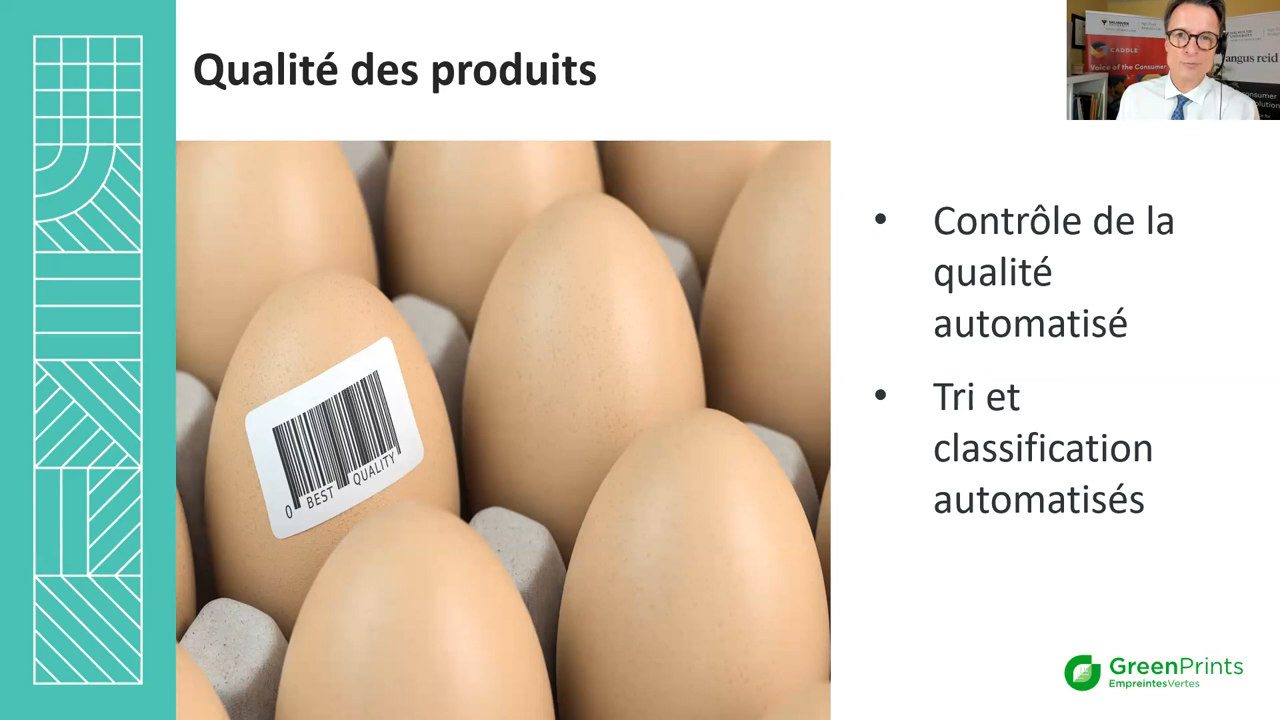 Qualité des produits
CADDLE
Voice of the Consumer
angus reid
• Contrôle de la
qualité
automatisé
• Tri et
classification
automatisés
0 BEST QUALITY
GreenPrints
EmpreintesVertes